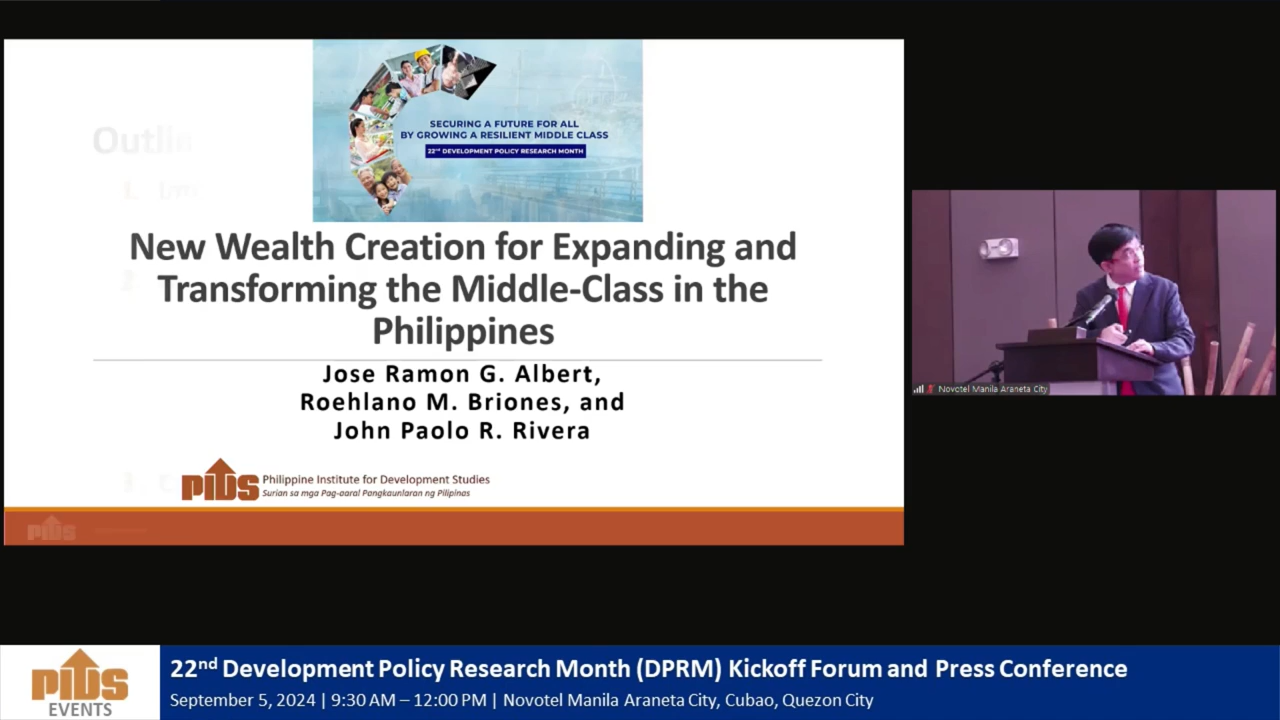 SECURING A FUTURE FOR ALL
BY GROWING A RESILIENT MIDDLE CLASS
22nd DEVELOPMENT POLICY RESEARCH MONTH
New Wealth Creation for Expanding and
Transforming the Middle-Class in the
Philippines
Jose Ramon G. Albert,
Roehlano M. Briones, and
John Paolo R. Rivera
PIDS
Philippine Institute for Development Studies
Surian sa mga Pag-aaral Pangkaunlaran ng Pilipinas
PIDS
Novotel Manila Araneta City
PIDS
EVENTS
22nd Development Policy Research Month (DPRM) Kickoff Forum and Press Conference
September 5, 2024 | 9:30 AM – 12:00 PM | Novotel Manila Araneta City, Cubao, Quezon City